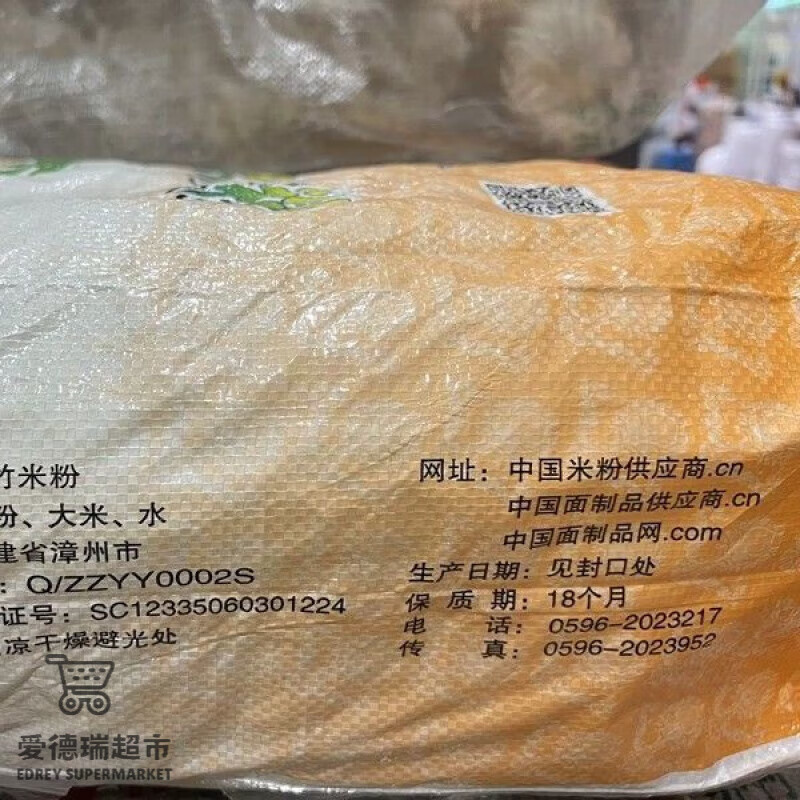 竹米粉
粉、大米、水
建省漳州市
：Q/ZZYY0002S
证号：SC12335060301224
凉干燥避光处
网址：中国米粉供应商.cn
中国面制品供应商.cn
中国面制品网.com
生产日期：见封口处
保质期：18个月
电话：0596-2023217
传真：0596-2023952
爱德瑞超市
EDREY SUPERMARKET